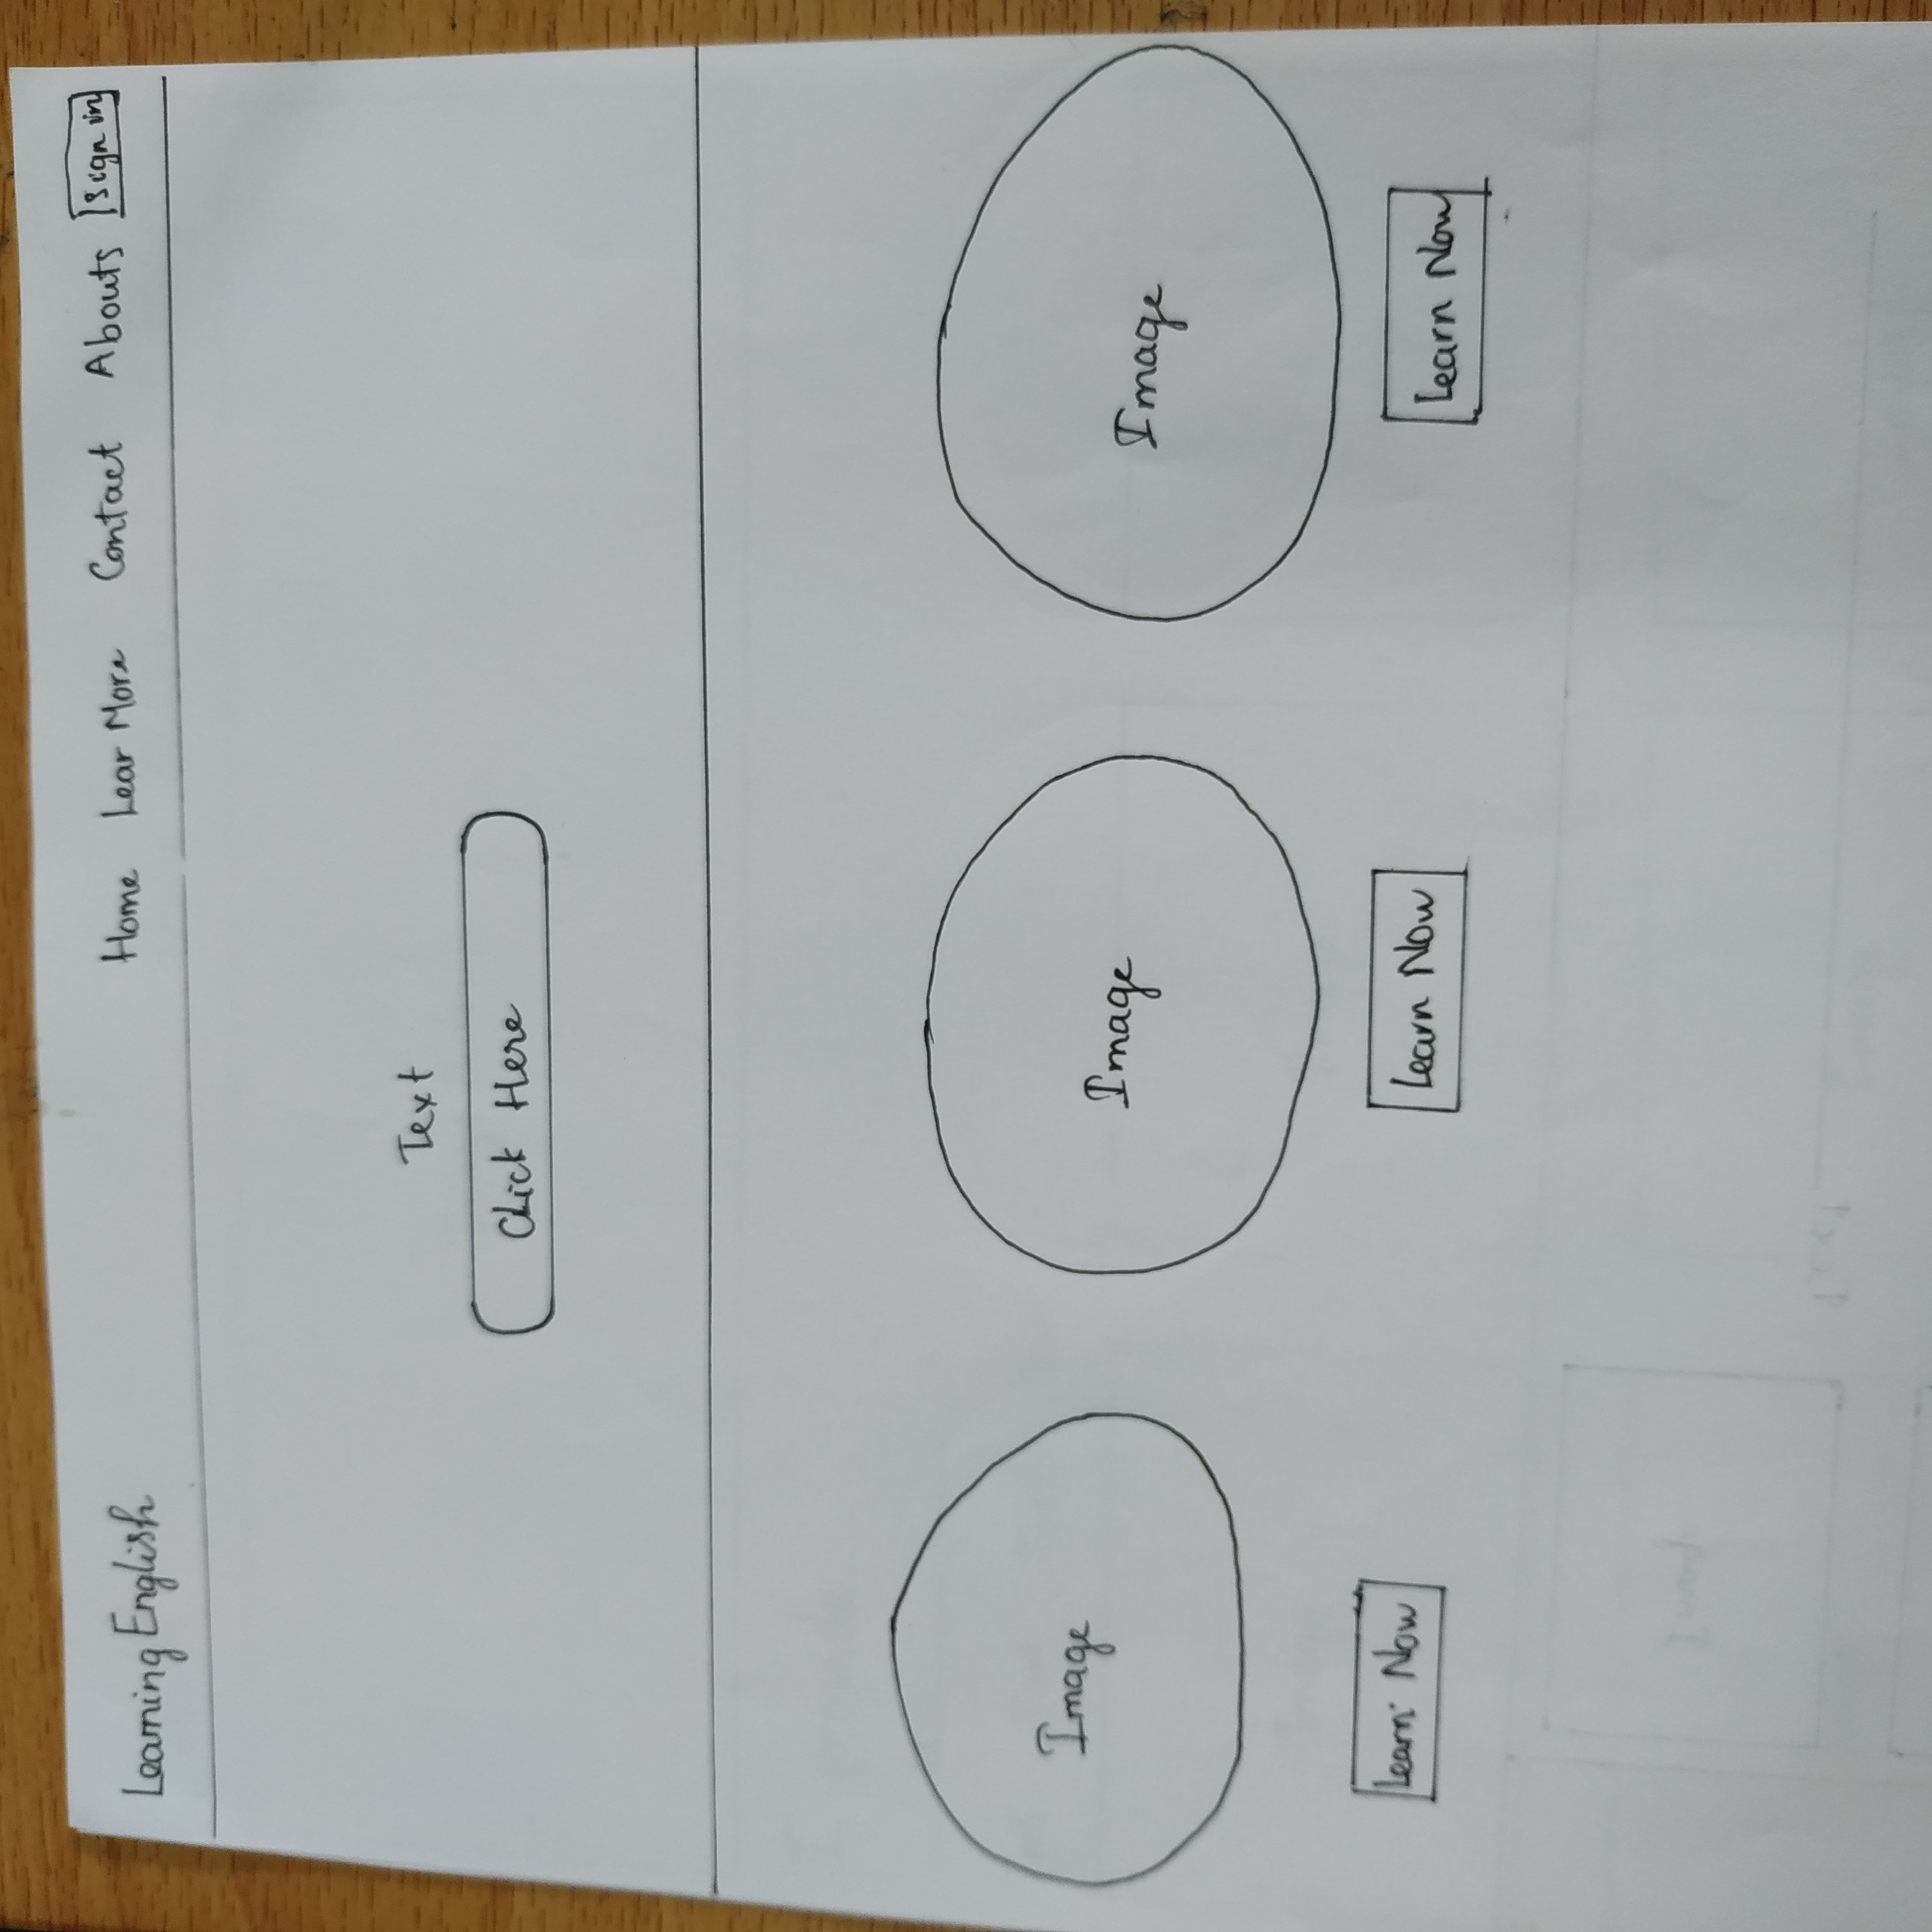 Learning English
Home Lear More Contact Abouts Sign in
Text
Click Here
Image
Image
Image
Learn Now
Learn Now
Learn Now